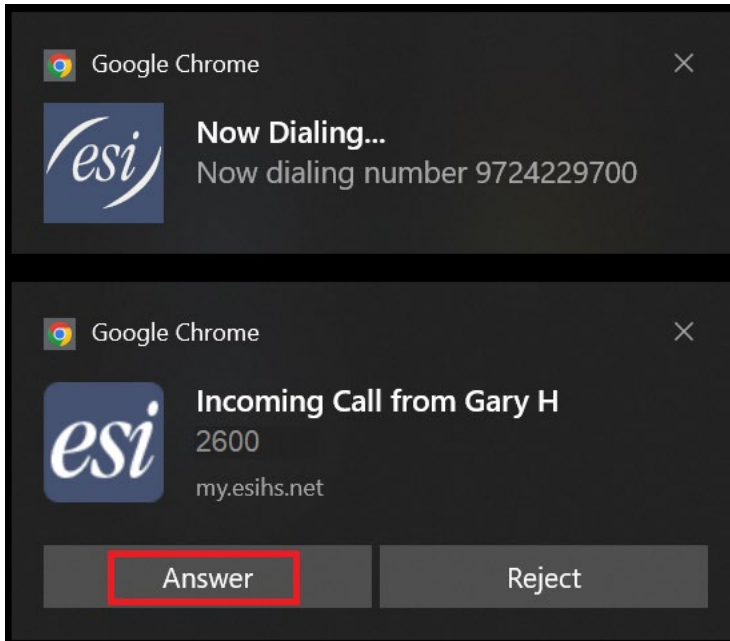 Google Chrome
esi
Now Dialing...
Now dialing number 9724229700
Google Chrome
esi
Incoming Call from Gary H
2600
my.esihs.net
Answer
Reject